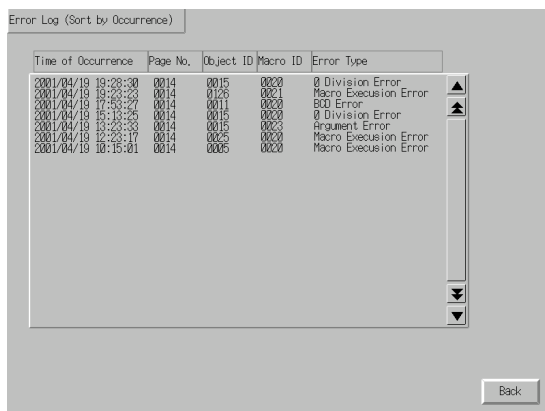 Error Log (Sort by Occurrence)
Time of Occurrence Page No. Object ID Macro ID Error Type
2001/04/19 19:28:30 0014 0015 0020 0 Division Error
2001/04/19 19:23:23 0014 0126 0021 Macro Execusion Error
2001/04/19 17:53:27 0014 0011 0020 BCD Error
2001/04/19 15:13:25 0014 0015 0020 0 Division Error
2001/04/19 13:23:33 0014 0015 0023 Argument Error
2001/04/19 12:23:17 0014 0025 0020 Macro Execusion Error
2001/04/19 10:15:01 0014 0005 0020 Macro Execusion Error
Back